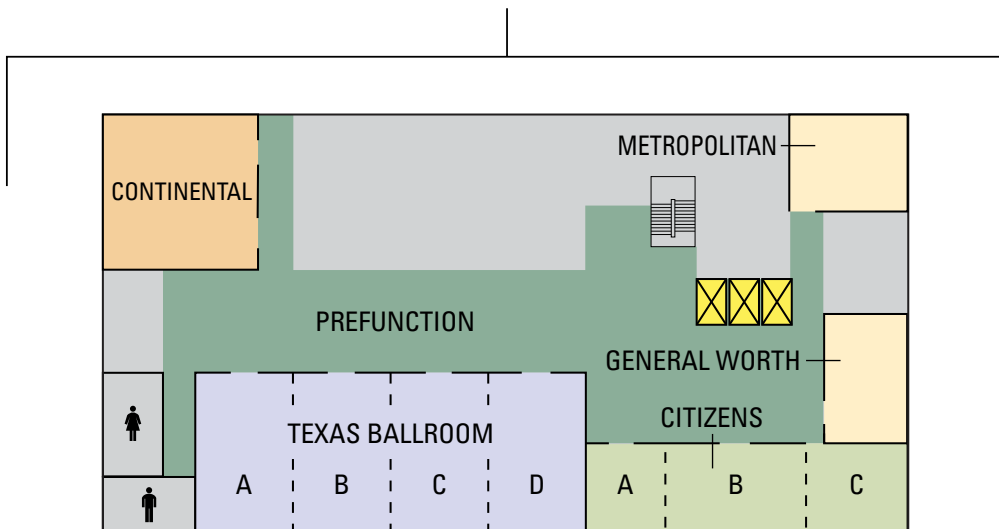 METROPOLITAN
CONTINENTAL
PREFUNCTION
GENERAL WORTH
CITIZENS
TEXAS BALLROOM
A B C D A B C